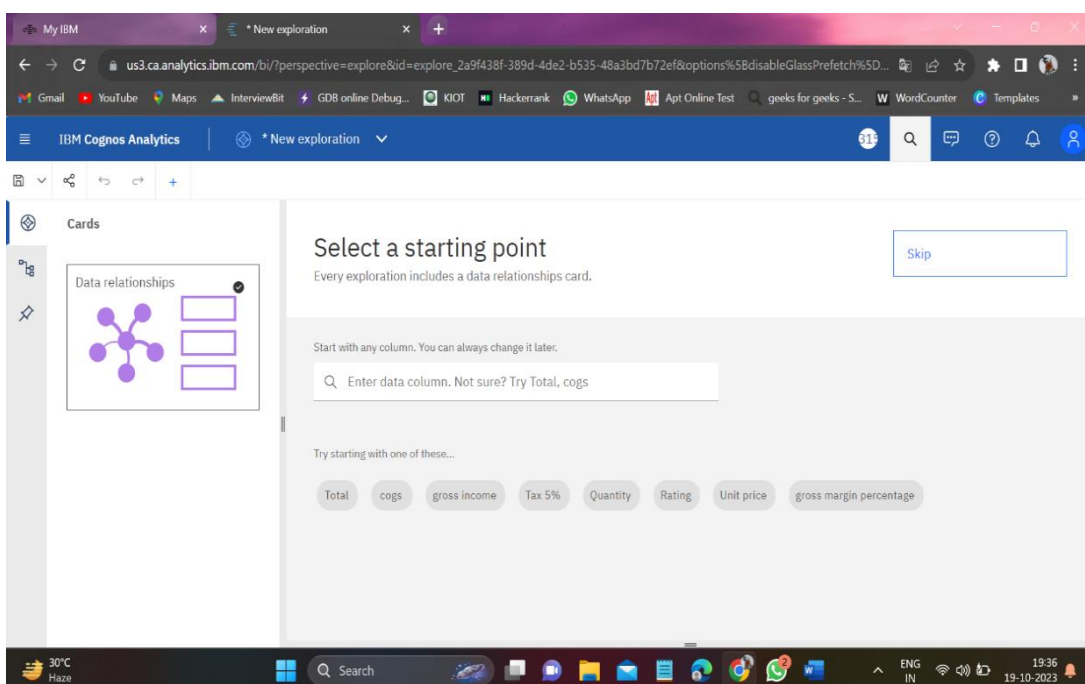 My IBM
* New exploration
us3.ca.analytics.ibm.com/bi/?perspective=explore&id=explore_2a9f438f-389d-4de2-b535-48a3bd7b72ef&options%5BdisableGlassPrefetch%5D...
Gmail YouTube Maps InterviewBit GDB online Debug... KIOT Hackerrank WhatsApp Apt Online Test geeks for geeks - S... WordCounter Templates »
IBM Cognos Analytics * New exploration
Cards
Data relationships
Select a starting point
Every exploration includes a data relationships card.
Skip
Start with any column. You can always change it later.
Enter data column. Not sure? Try Total, cogs
Try starting with one of these...
Total cogs gross income Tax 5% Quantity Rating Unit price gross margin percentage
30°C
Haze
Search
ENG
IN
19:36
19-10-2023